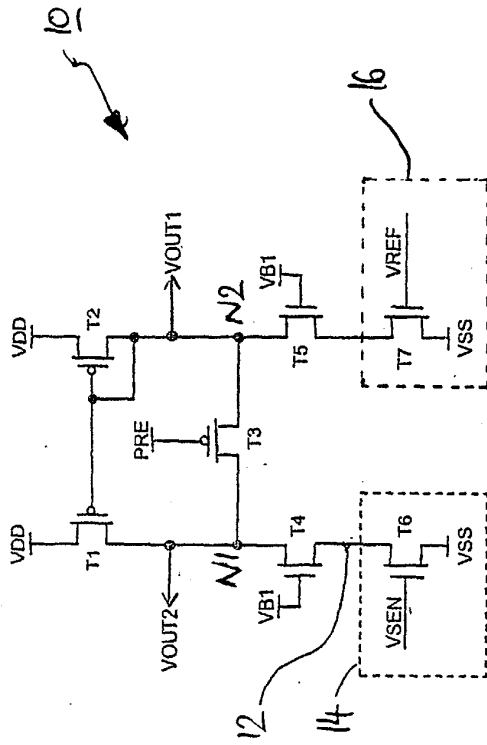 10
VDD
VDD
T1
T2
VOUT2
VOUT1
PRE
N1
N2
T3
VB1
T4
T5
VB1
12
14
VSEN
T6
VSS
T7
VREF
VSS
16